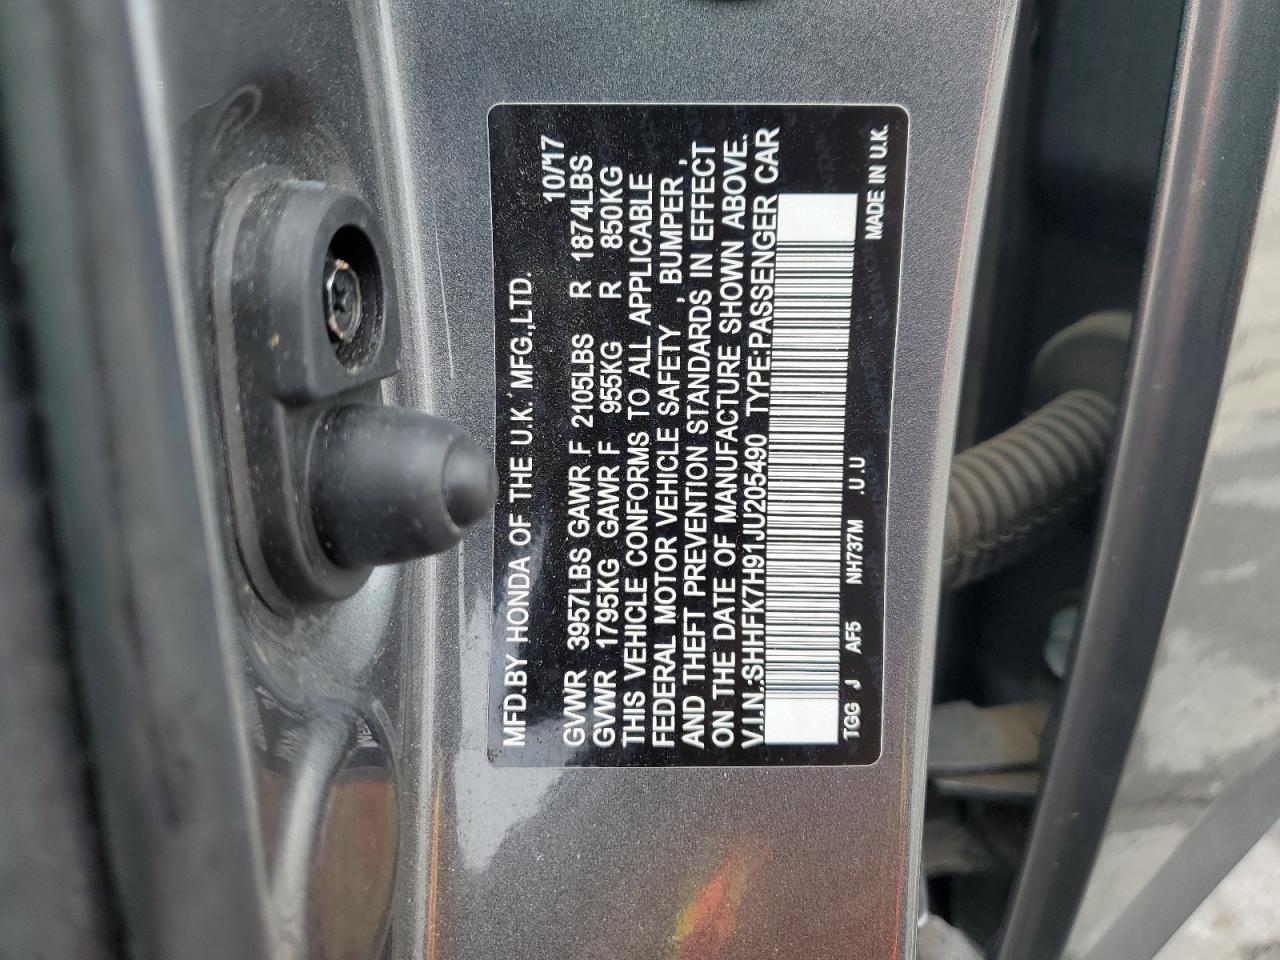 MFD.BY HONDA OF THE U.K. MFG.,LTD. 10/17
GVWR 3957LBS GAWR F 2105LBS R 1874LBS
GVWR 1795KG GAWR F 955KG R 850KG
THIS VEHICLE CONFORMS TO ALL APPLICABLE
FEDERAL MOTOR VEHICLE SAFETY , BUMPER ,
AND THEFT PREVENTION STANDARDS IN EFFECT
ON THE DATE OF MANUFACTURE SHOWN ABOVE.
V.I.N.:SHHFK7H91JU205490 TYPE:PASSENGER CAR
TGG J AF5 NH737M .U.U MADE IN U.K.